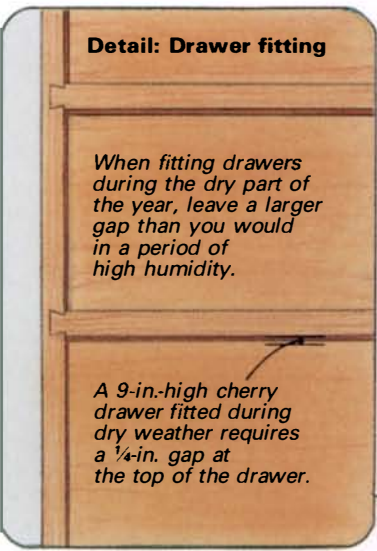 Detail: Drawer fitting
When fitting drawers
during the dry part of
the year, leave a larger
gap than you would
in a period of
high humidity.
A 9-in.-high cherry
drawer fitted during
dry weather requires
a ¼-in. gap at
the top of the drawer.